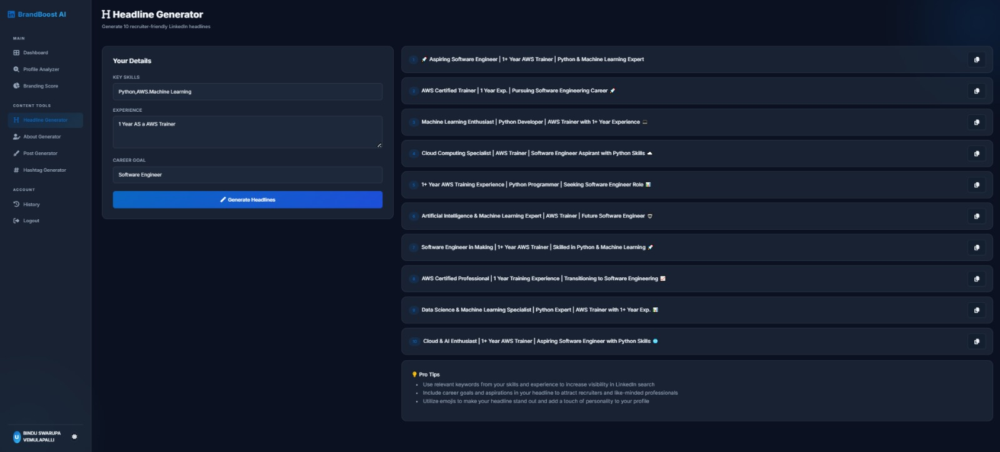 BrandBoost AI
MAIN
Dashboard
Profile Analyzer
Branding Score
CONTENT TOOLS
Headline Generator
About Generator
Post Generator
Hashtag Generator
ACCOUNT
History
Logout
U
BINDU SWARUPA
VEMULAPALLI
Headline Generator
Generate 10 recruiter-friendly LinkedIn headlines
Your Details
KEY SKILLS
Python,AWS.Machine Learning
EXPERIENCE
1 Year AS a AWS Trainer
CAREER GOAL
Software Engineer
Generate Headlines
1 🚀 Aspiring Software Engineer | 1+ Year AWS Trainer | Python & Machine Learning Expert
2 AWS Certified Trainer | 1 Year Exp. | Pursuing Software Engineering Career 🚀
3 Machine Learning Enthusiast | Python Developer | AWS Trainer with 1+ Year Experience 💻
4 Cloud Computing Specialist | AWS Trainer | Software Engineer Aspirant with Python Skills ☁️
5 1+ Year AWS Training Experience | Python Programmer | Seeking Software Engineer Role 📊
6 Artificial Intelligence & Machine Learning Expert | AWS Trainer | Future Software Engineer 🤖
7 Software Engineer in Making | 1+ Year AWS Trainer | Skilled in Python & Machine Learning 🚀
8 AWS Certified Professional | 1 Year Training Experience | Transitioning to Software Engineering 📈
9 Data Science & Machine Learning Specialist | Python Expert | AWS Trainer with 1+ Year Exp. 📊
10 Cloud & AI Enthusiast | 1+ Year AWS Trainer | Aspiring Software Engineer with Python Skills 🌐
💡 Pro Tips
• Use relevant keywords from your skills and experience to increase visibility in LinkedIn search
• Include career goals and aspirations in your headline to attract recruiters and like-minded professionals
• Utilize emojis to make your headline stand out and add a touch of personality to your profile